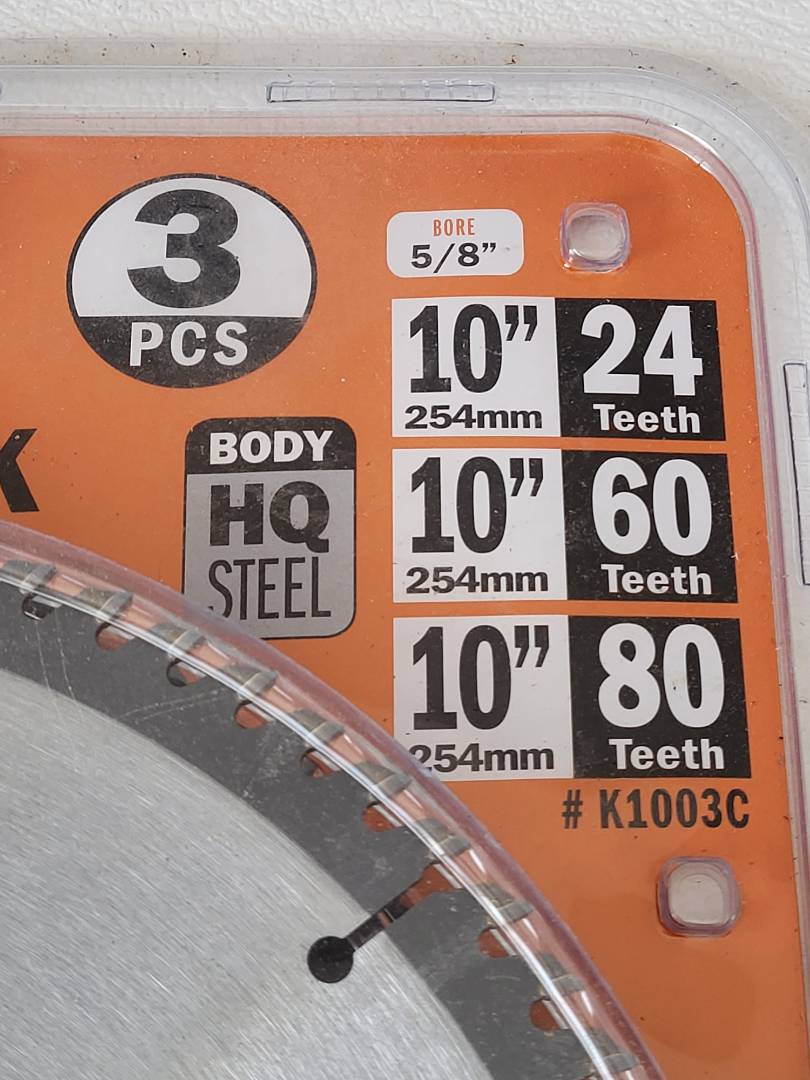 3
PCS
BORE
5/8”
10” 24
254mm Teeth
10” 60
254mm Teeth
10” 80
254mm Teeth
# K1003C
BODY
HQ
STEEL
K